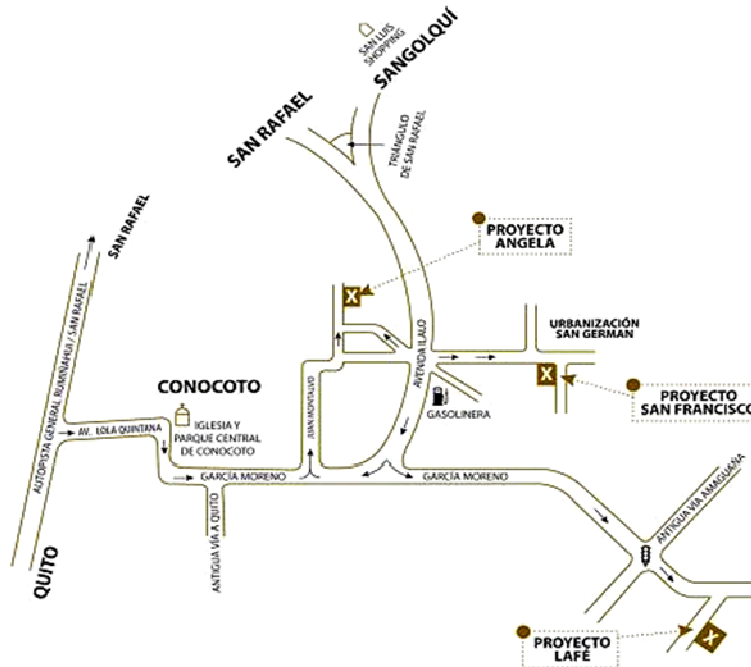 SAN LUIS
SHOPPING
SANGOLQUÍ
SAN RAFAEL
TRIÁNGULO
DE SAN RAFAEL
SAN RAFAEL
PROYECTO
ANGELA
X
AUTOPISTA GENERAL RUMIÑAHUI / SAN RAFAEL
AVENIDA ILALO
URBANIZACIÓN
SAN GERMAN
X
PROYECTO
SAN FRANCISCO
CONOCOTO
IGLESIA Y
PARQUE CENTRAL
DE CONOCOTO
JUAN MONTALVO
GASOLINERA
AV. LOLA QUINTANA
GARCÍA MORENO
GARCÍA MORENO
ANTIGUA VÍA A QUITO
ANTIGUA VÍA AMAGUAÑA
QUITO
PROYECTO
LAFÉ
X